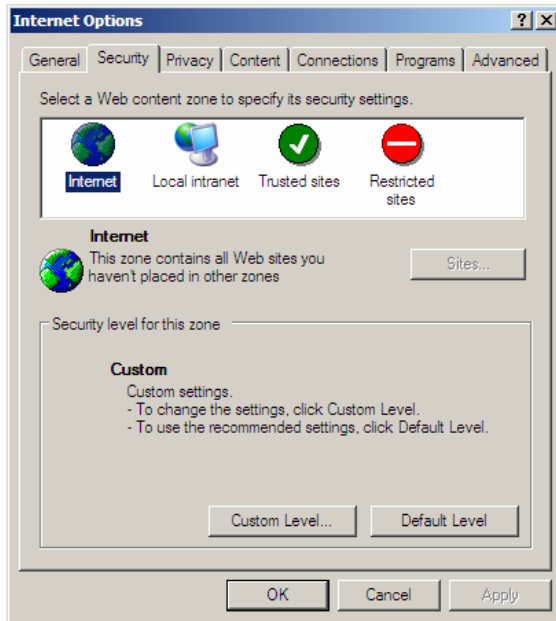 Internet Options
General Security Privacy Content Connections Programs Advanced
Select a Web content zone to specify its security settings.
Internet Local intranet Trusted sites Restricted
sites
Internet
This zone contains all Web sites you
haven't placed in other zones
Sites...
Security level for this zone
Custom
Custom settings.
- To change the settings, click Custom Level.
- To use the recommended settings, click Default Level.
Custom Level... Default Level
OK Cancel Apply